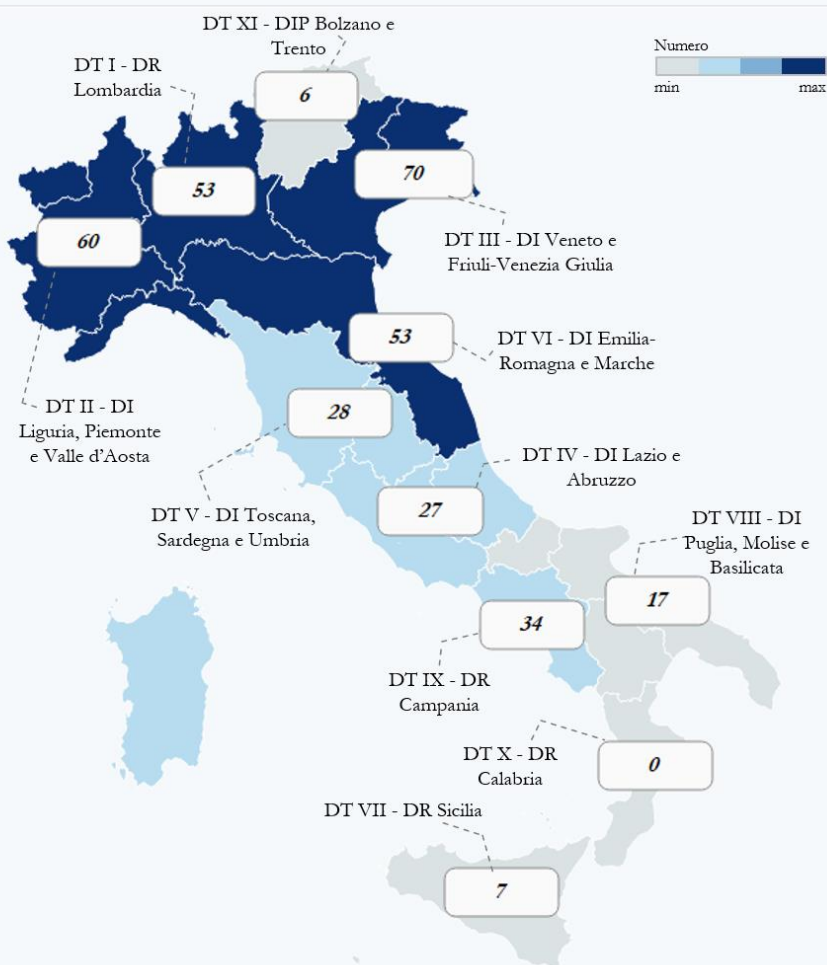 DT XI - DIP Bolzano e
Trento
Numero
min
max
DT I - DR
Lombardia
6
53
70
60
DT III - DI Veneto e
Friuli-Venezia Giulia
53
DT VI - DI Emilia-
Romagna e Marche
DT II - DI
Liguria, Piemonte
e Valle d'Aosta
28
DT IV - DI Lazio e
Abruzzo
27
DT V - DI Toscana,
Sardegna e Umbria
DT VIII - DI
Puglia, Molise e
Basilicata
17
34
DT IX - DR
Campania
DT X - DR
Calabria
0
DT VII - DR Sicilia
7